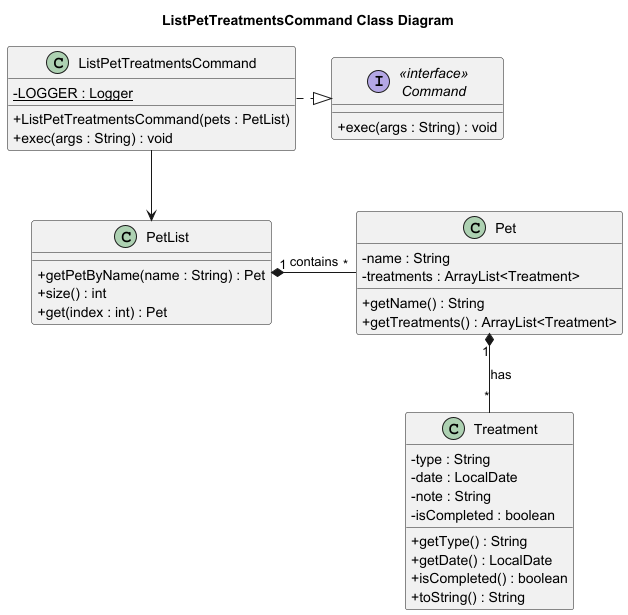 ListPetTreatmentsCommand Class Diagram
C ListPetTreatmentsCommand
-LOGGER : Logger
+ListPetTreatmentsCommand(pets : PetList)
+exec(args : String) : void
I «interface»
Command
+exec(args : String) : void
C PetList
+getPetByName(name : String) : Pet
+size() : int
+get(index : int) : Pet
1 contains *
C Pet
-name : String
-treatments : ArrayList<Treatment>
+getName() : String
+getTreatments() : ArrayList<Treatment>
1
has
*
C Treatment
-type : String
-date : LocalDate
-note : String
-isCompleted : boolean
+getType() : String
+getDate() : LocalDate
+isCompleted() : boolean
+toString() : String